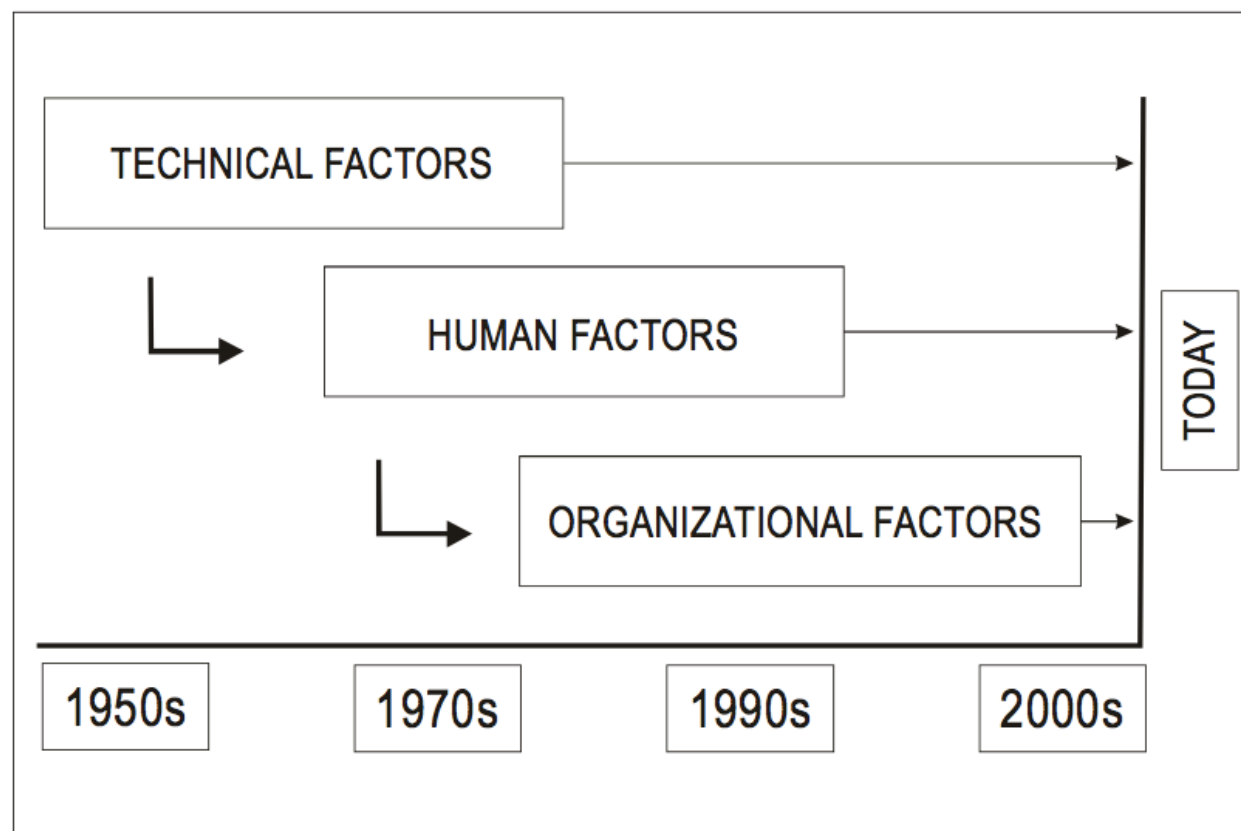 TECHNICAL FACTORS
HUMAN FACTORS
TODAY
ORGANIZATIONAL FACTORS
1950s
1970s
1990s
2000s